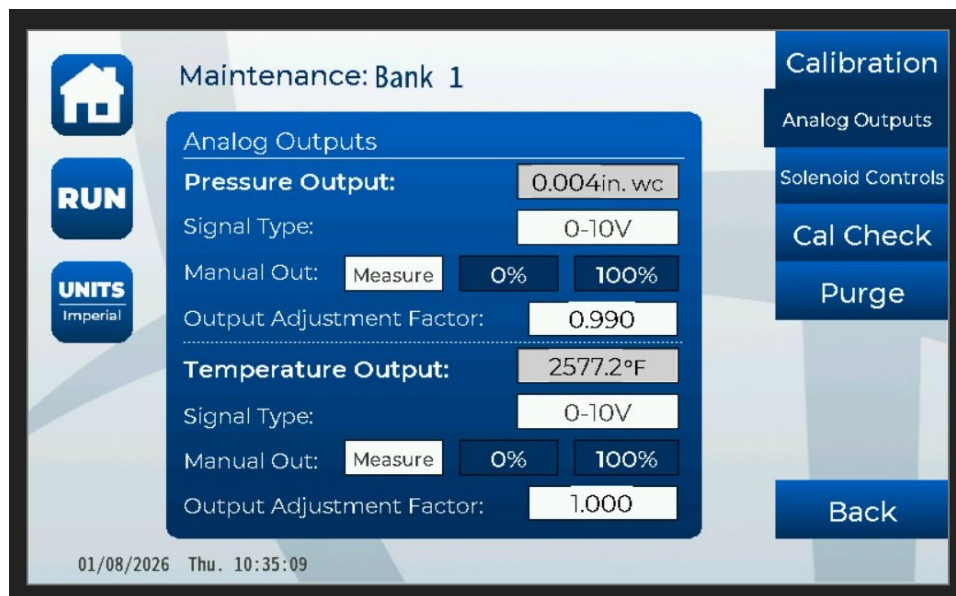 Maintenance: Bank 1
RUN
UNITS
Imperial
Analog Outputs
Pressure Output: 0.004in. wc
Signal Type: 0-10V
Manual Out: Measure 0% 100%
Output Adjustment Factor: 0.990
Temperature Output: 2577.2°F
Signal Type: 0-10V
Manual Out: Measure 0% 100%
Output Adjustment Factor: 1.000
Calibration
Analog Outputs
Solenoid Controls
Cal Check
Purge
Back
01/08/2026 Thu. 10:35:09